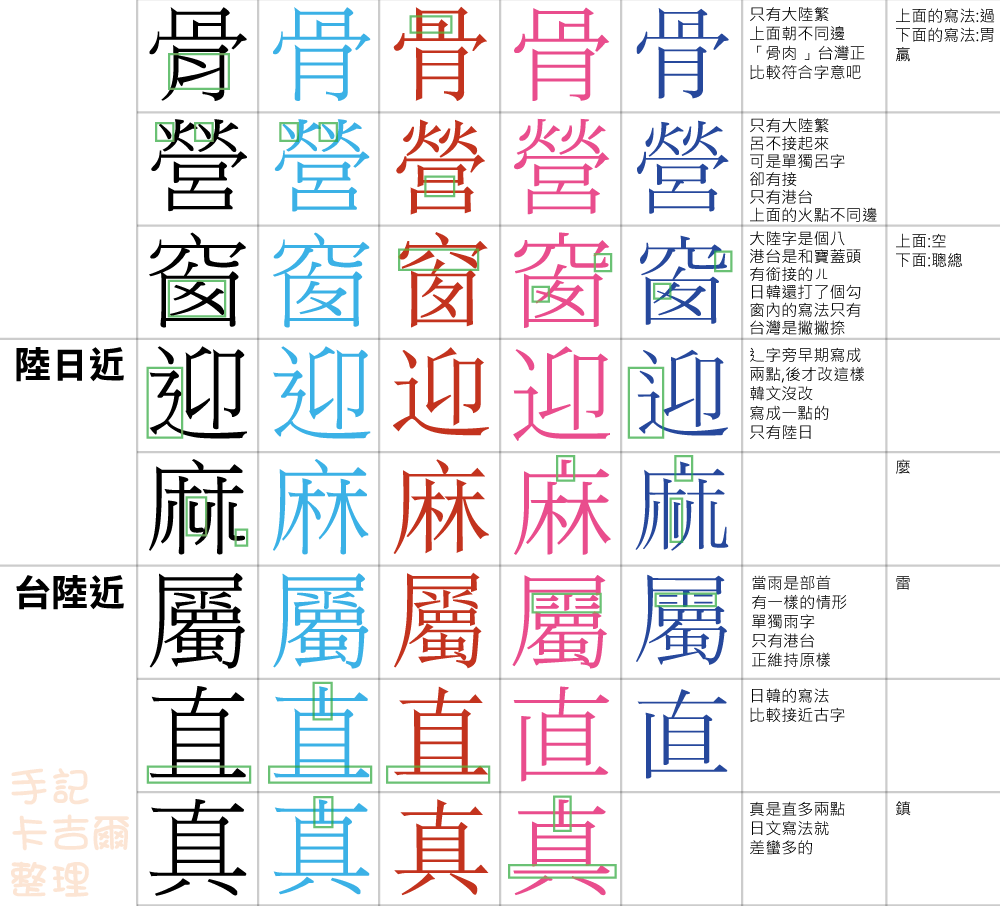 骨 骨 骨 骨 骨
只有大陸繁
上面朝不同邊
「骨肉」台灣正
比較符合字意吧
上面的寫法:過
下面的寫法:胃
贏
營 營 營 營 營
只有大陸繁
呂不接起來
可是單獨呂字
卻有接
只有港台
上面的火點不同邊
窗 窗 窗 窗 窗
大陸字是個八
港台是和寶蓋頭
有銜接的ㄦ
日韓還打了個勾
窗內的寫法只有
台灣是撇撇捺
上面:空
下面:聰總
陸日近
迎 迎 迎 迎 迎
辶字旁早期寫成
兩點,後才改這樣
韓文沒改
寫成一點的
只有陸日
麻 麻 麻 麻 麻
麼
台陸近
屬 屬 屬 屬 屬
當雨是部首
有一樣的情形
單獨雨字
只有港台
正維持原樣
雷
直 直 直 直 直
日韓的寫法
比較接近古字
真 真 真 真
真是直多兩點
日文寫法就
差蠻多的
鎮
手記
卡吉爾
整理